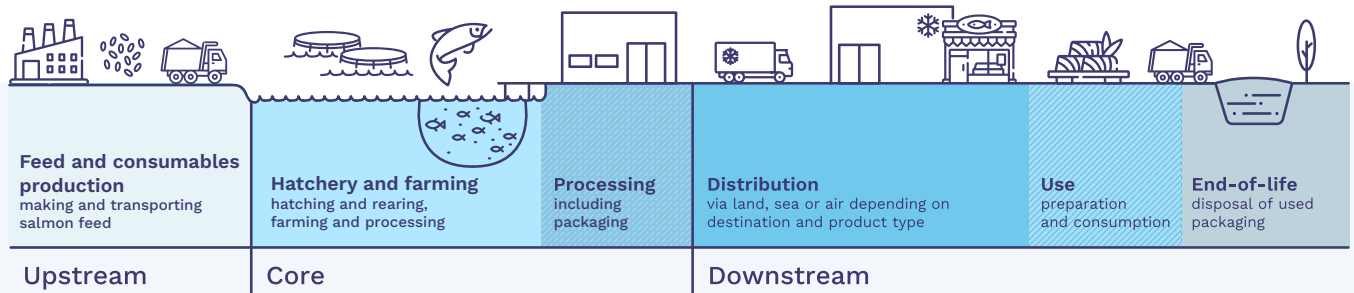 Feed and consumables
production
making and transporting
salmon feed
Hatchery and farming
hatching and rearing,
farming and processing
Processing
including
packaging
Distribution
via land, sea or air depending on
destination and product type
Use
preparation
and consumption
End-of-life
disposal of used
packaging
Upstream
Core
Downstream